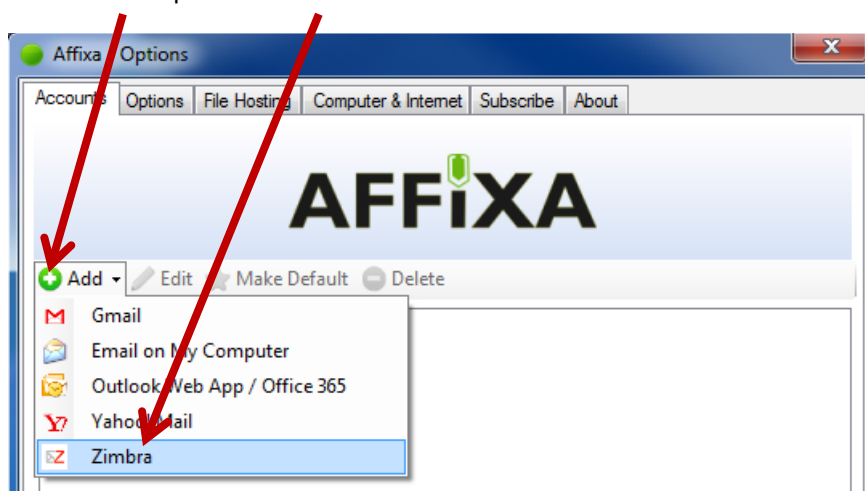 Affixa Options
Accounts Options File Hosting Computer & Internet Subscribe About
AFFiXA
Add Edit Make Default Delete
Gmail
Email on My Computer
Outlook Web App / Office 365
Yahoo! Mail
Zimbra